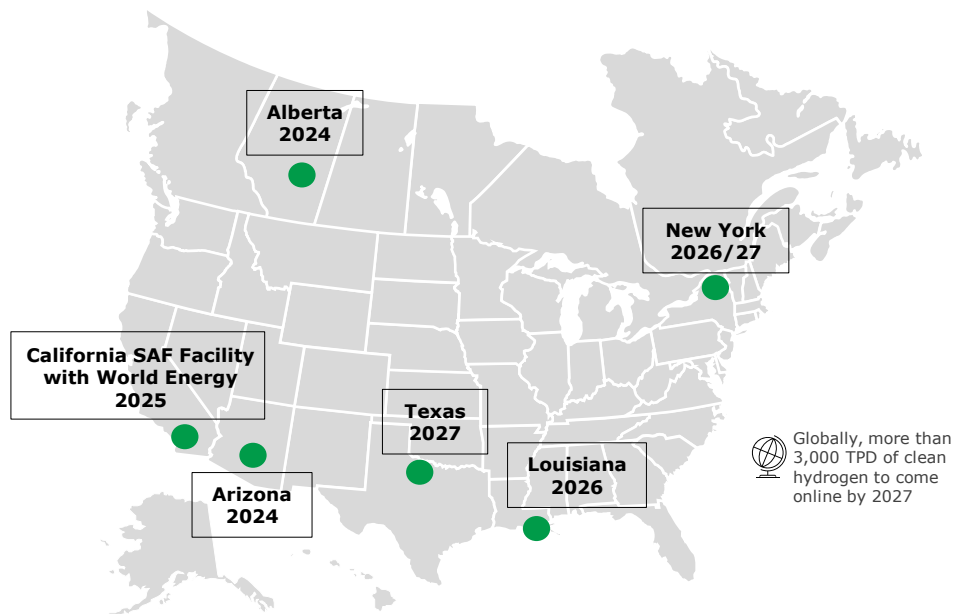 Alberta
2024
New York
2026/27
California SAF Facility
with World Energy
2025
Texas
2027
Louisiana
2026
Arizona
2024
Globally, more than
3,000 TPD of clean
hydrogen to come
online by 2027